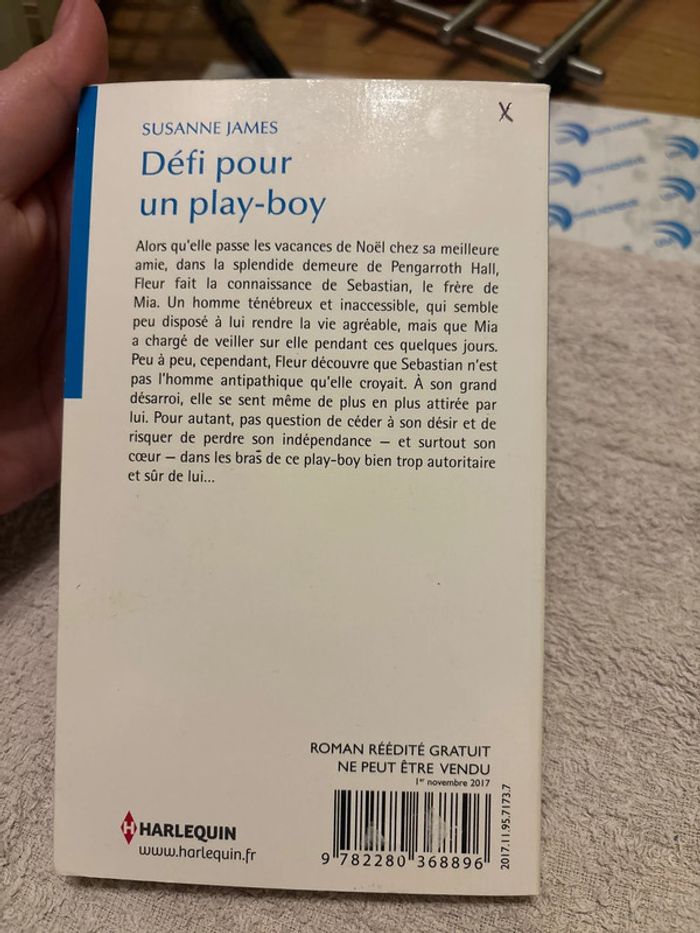 X
SUSANNE JAMES
Défi pour
un play-boy
Alors qu'elle passe les vacances de Noël chez sa meilleure
amie, dans la splendide demeure de Pengarroth Hall,
Fleur fait la connaissance de Sebastian, le frère de
Mia. Un homme ténébreux et inaccessible, qui semble
peu disposé à lui rendre la vie agréable, mais que Mia
a chargé de veiller sur elle pendant ces quelques jours.
Peu à peu, cependant, Fleur découvre que Sebastian n'est
pas l'homme antipathique qu'elle croyait. À son grand
désarroi, elle se sent même de plus en plus attirée par
lui. Pour autant, pas question de céder à son désir et de
risquer de perdre son indépendance – et surtout son
cœur – dans les bras de ce play-boy bien trop autoritaire
et sûr de lui...
ROMAN RÉÉDITÉ GRATUIT
NE PEUT ÊTRE VENDU
1er novembre 2017
H HARLEQUIN
www.harlequin.fr
9 782280 368896
2017.11.95.7173.7